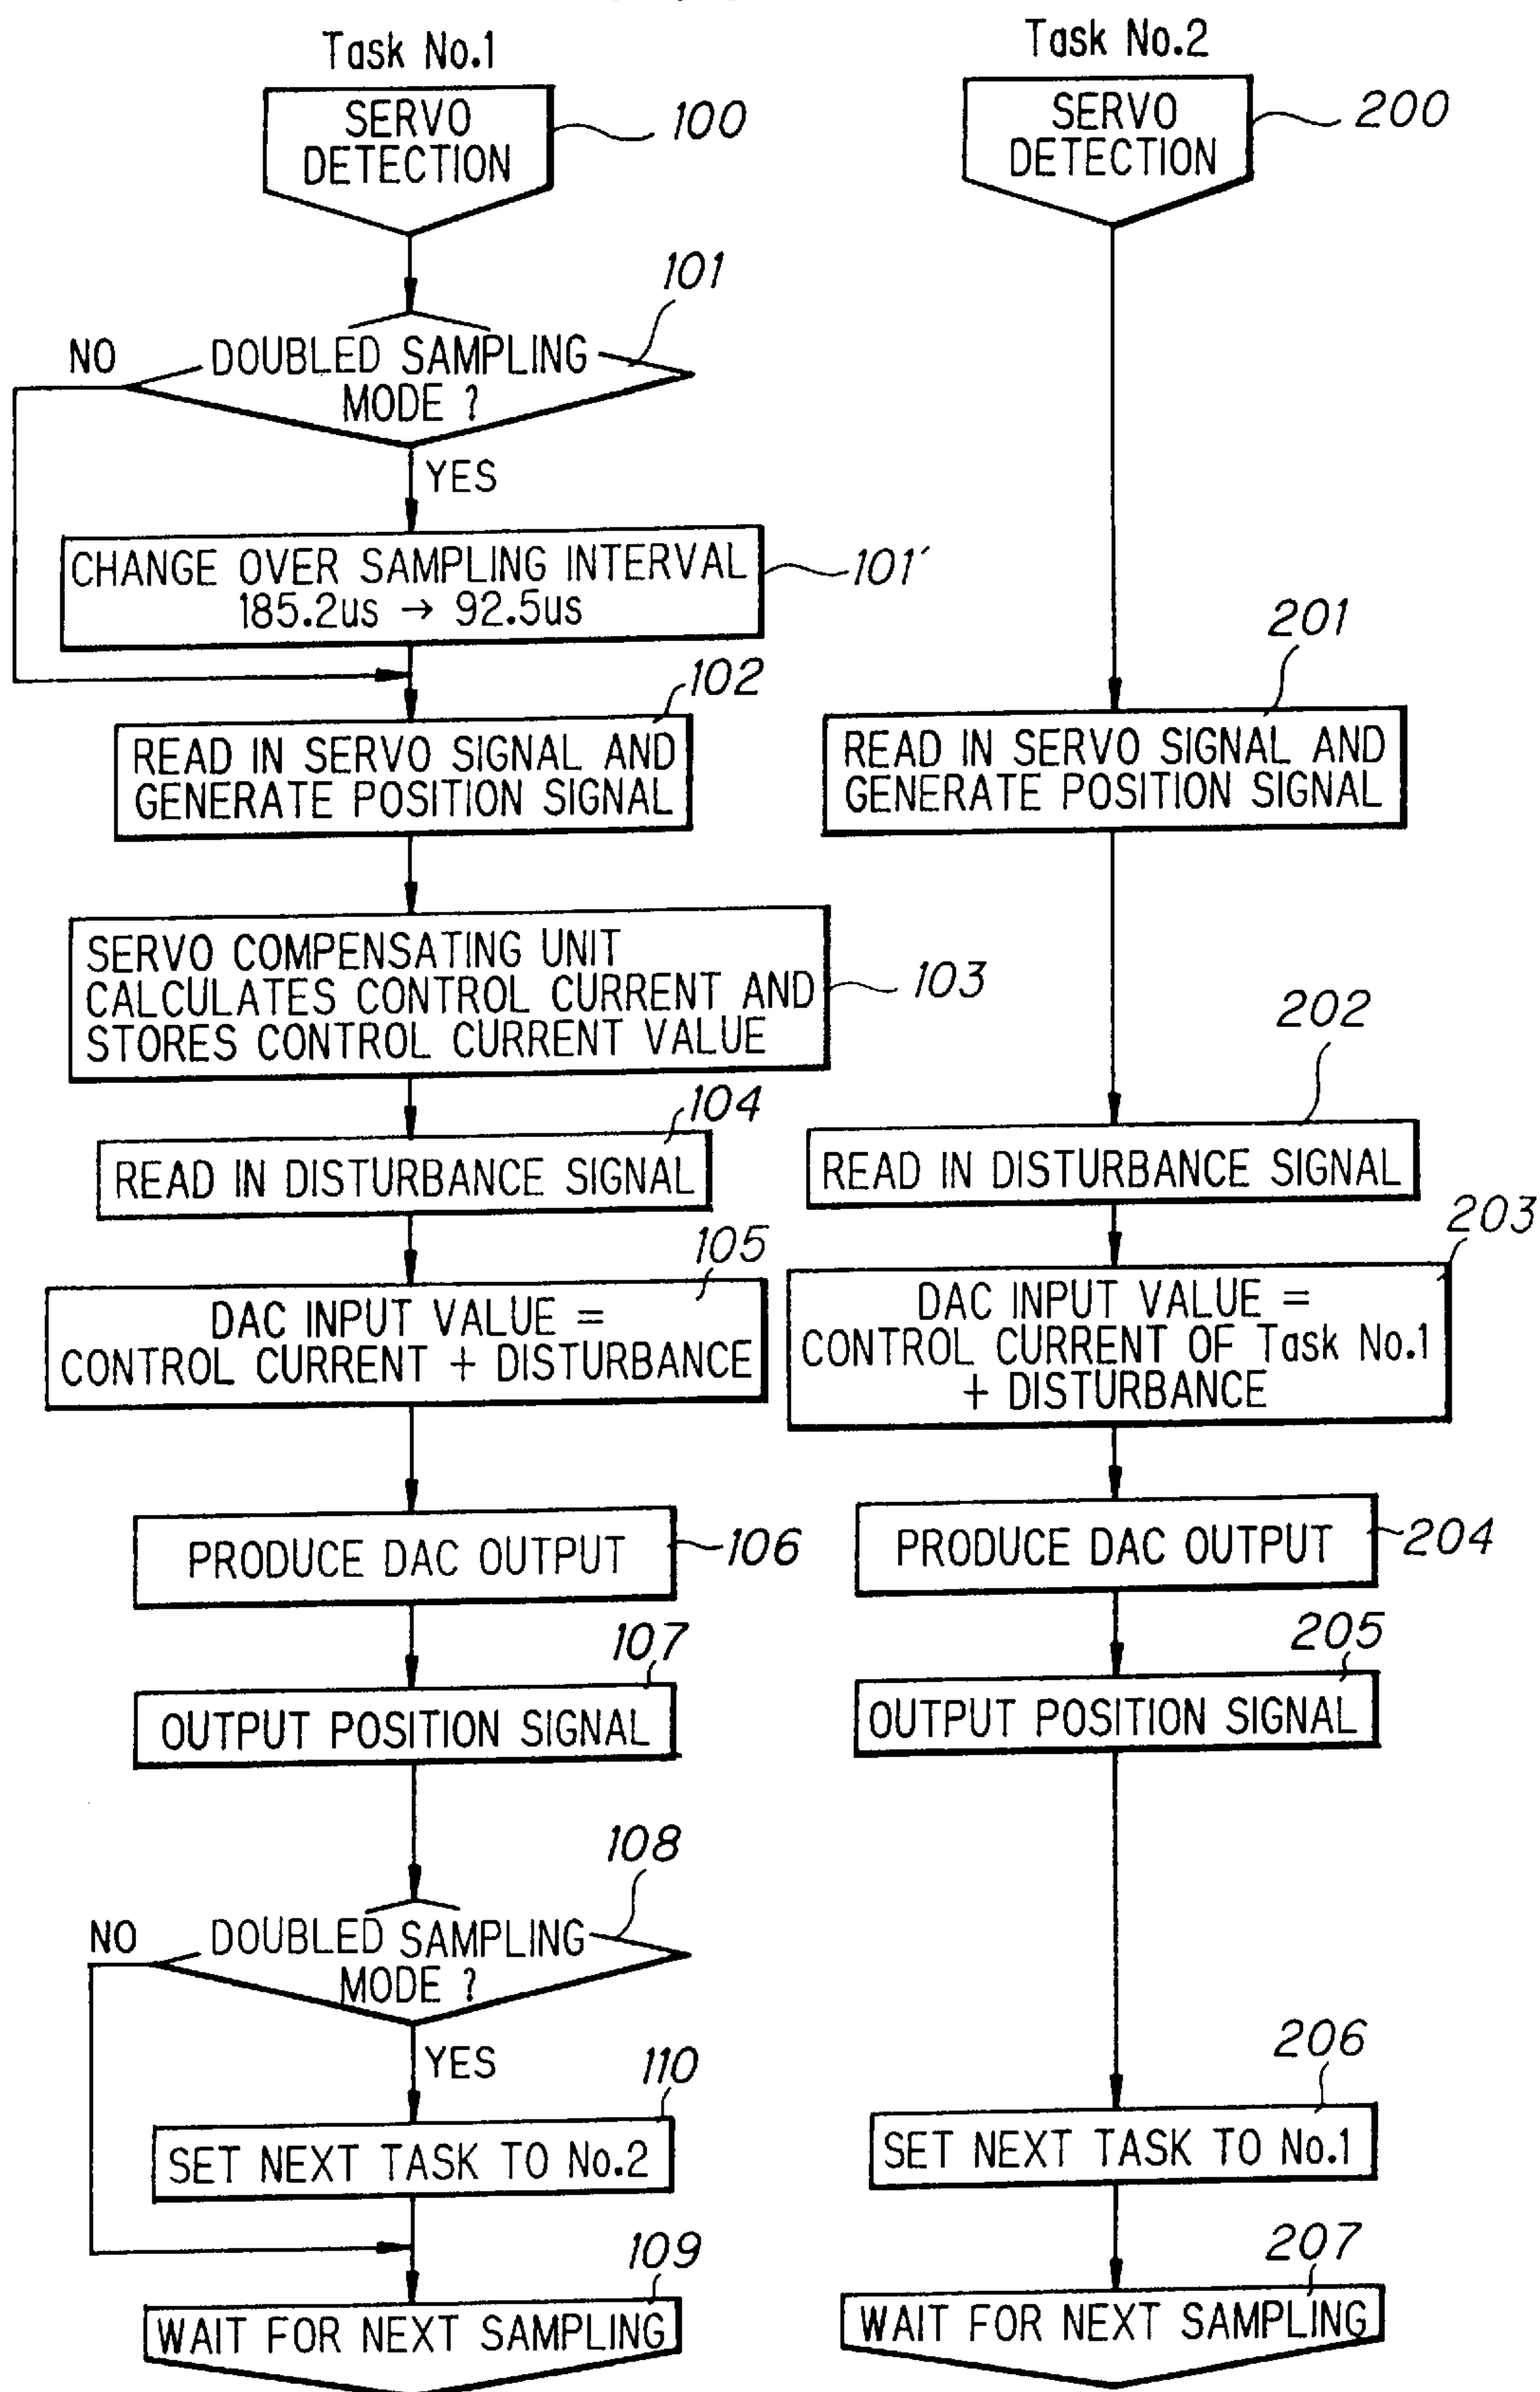 Task No.1
SERVO
DETECTION
100
101
NO
DOUBLED SAMPLING
MODE ?
YES
CHANGE OVER SAMPLING INTERVAL
185.2us → 92.5us
101′
102
READ IN SERVO SIGNAL AND
GENERATE POSITION SIGNAL
SERVO COMPENSATING UNIT
CALCULATES CONTROL CURRENT AND
STORES CONTROL CURRENT VALUE
103
104
READ IN DISTURBANCE SIGNAL
105
DAC INPUT VALUE =
CONTROL CURRENT + DISTURBANCE
PRODUCE DAC OUTPUT
106
107
OUTPUT POSITION SIGNAL
108
NO
DOUBLED SAMPLING
MODE ?
YES
110
SET NEXT TASK TO No.2
109
WAIT FOR NEXT SAMPLING
Task No.2
SERVO
DETECTION
200
201
READ IN SERVO SIGNAL AND
GENERATE POSITION SIGNAL
202
READ IN DISTURBANCE SIGNAL
203
DAC INPUT VALUE =
CONTROL CURRENT OF Task No.1
+ DISTURBANCE
PRODUCE DAC OUTPUT
204
205
OUTPUT POSITION SIGNAL
206
SET NEXT TASK TO No.1
207
WAIT FOR NEXT SAMPLING